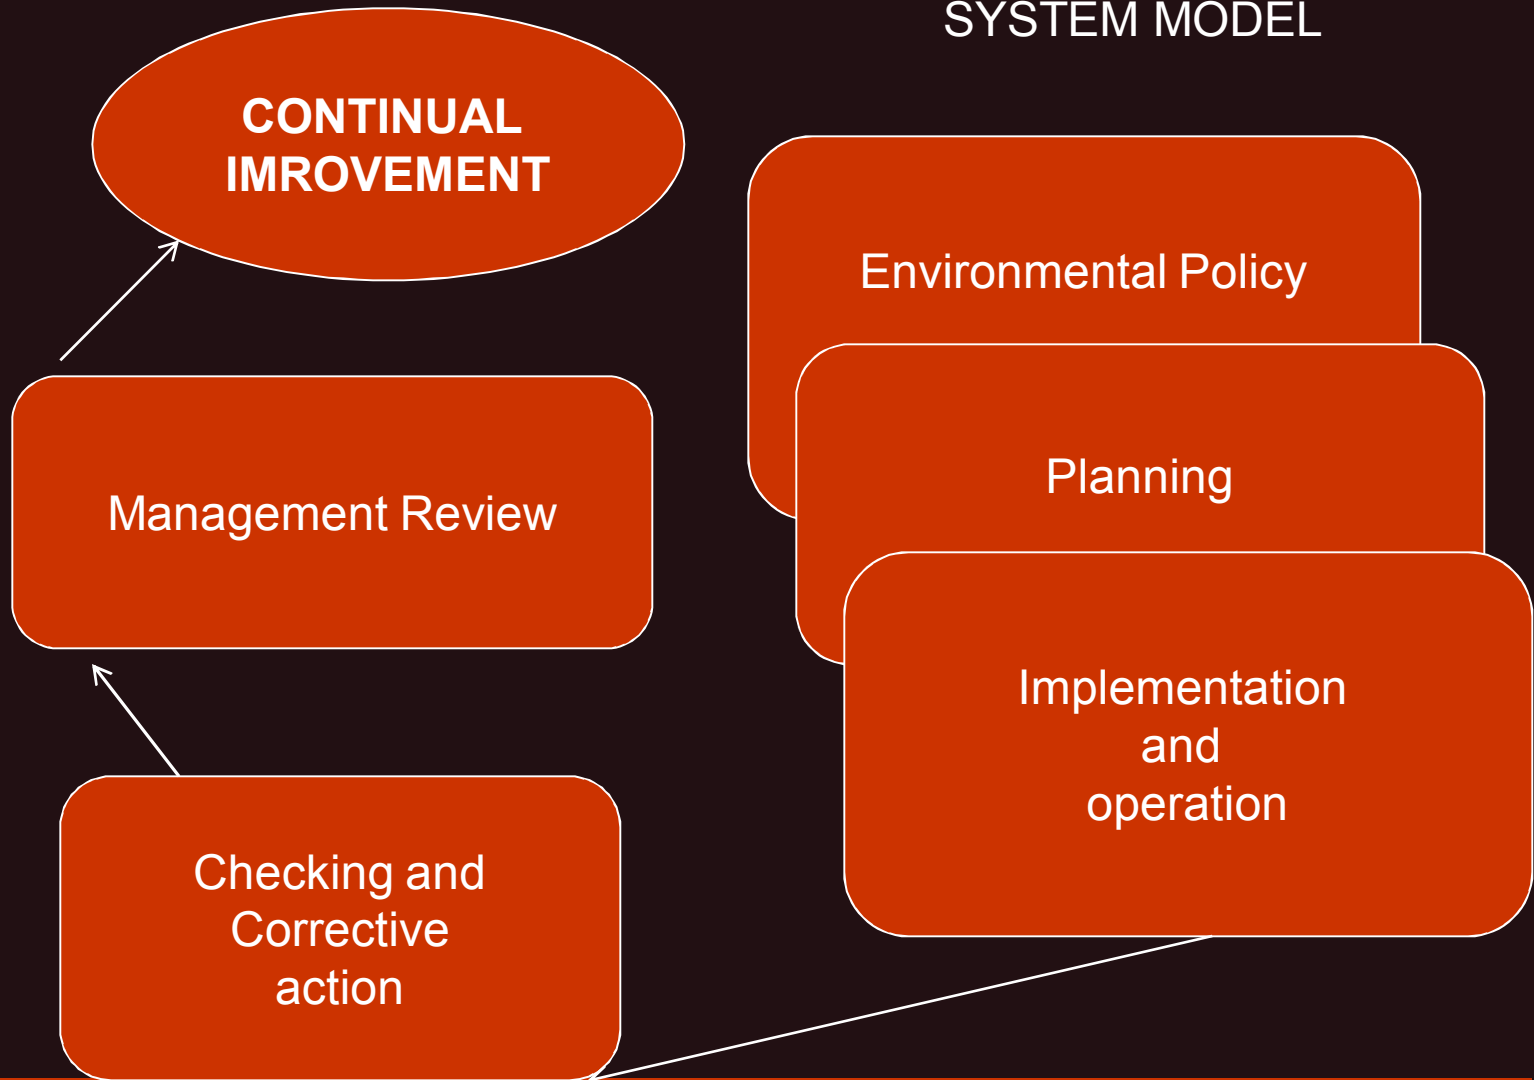 SYSTEM MODEL
CONTINUAL
IMROVEMENT
Environmental Policy
Planning
Management Review
Implementation
and
operation
Checking and
Corrective
action